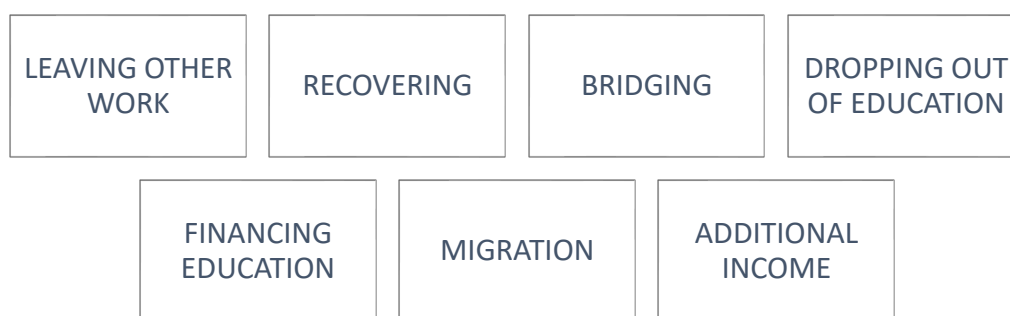 LEAVING OTHER
WORK
RECOVERING
BRIDGING
DROPPING OUT
OF EDUCATION
FINANCING
EDUCATION
MIGRATION
ADDITIONAL
INCOME